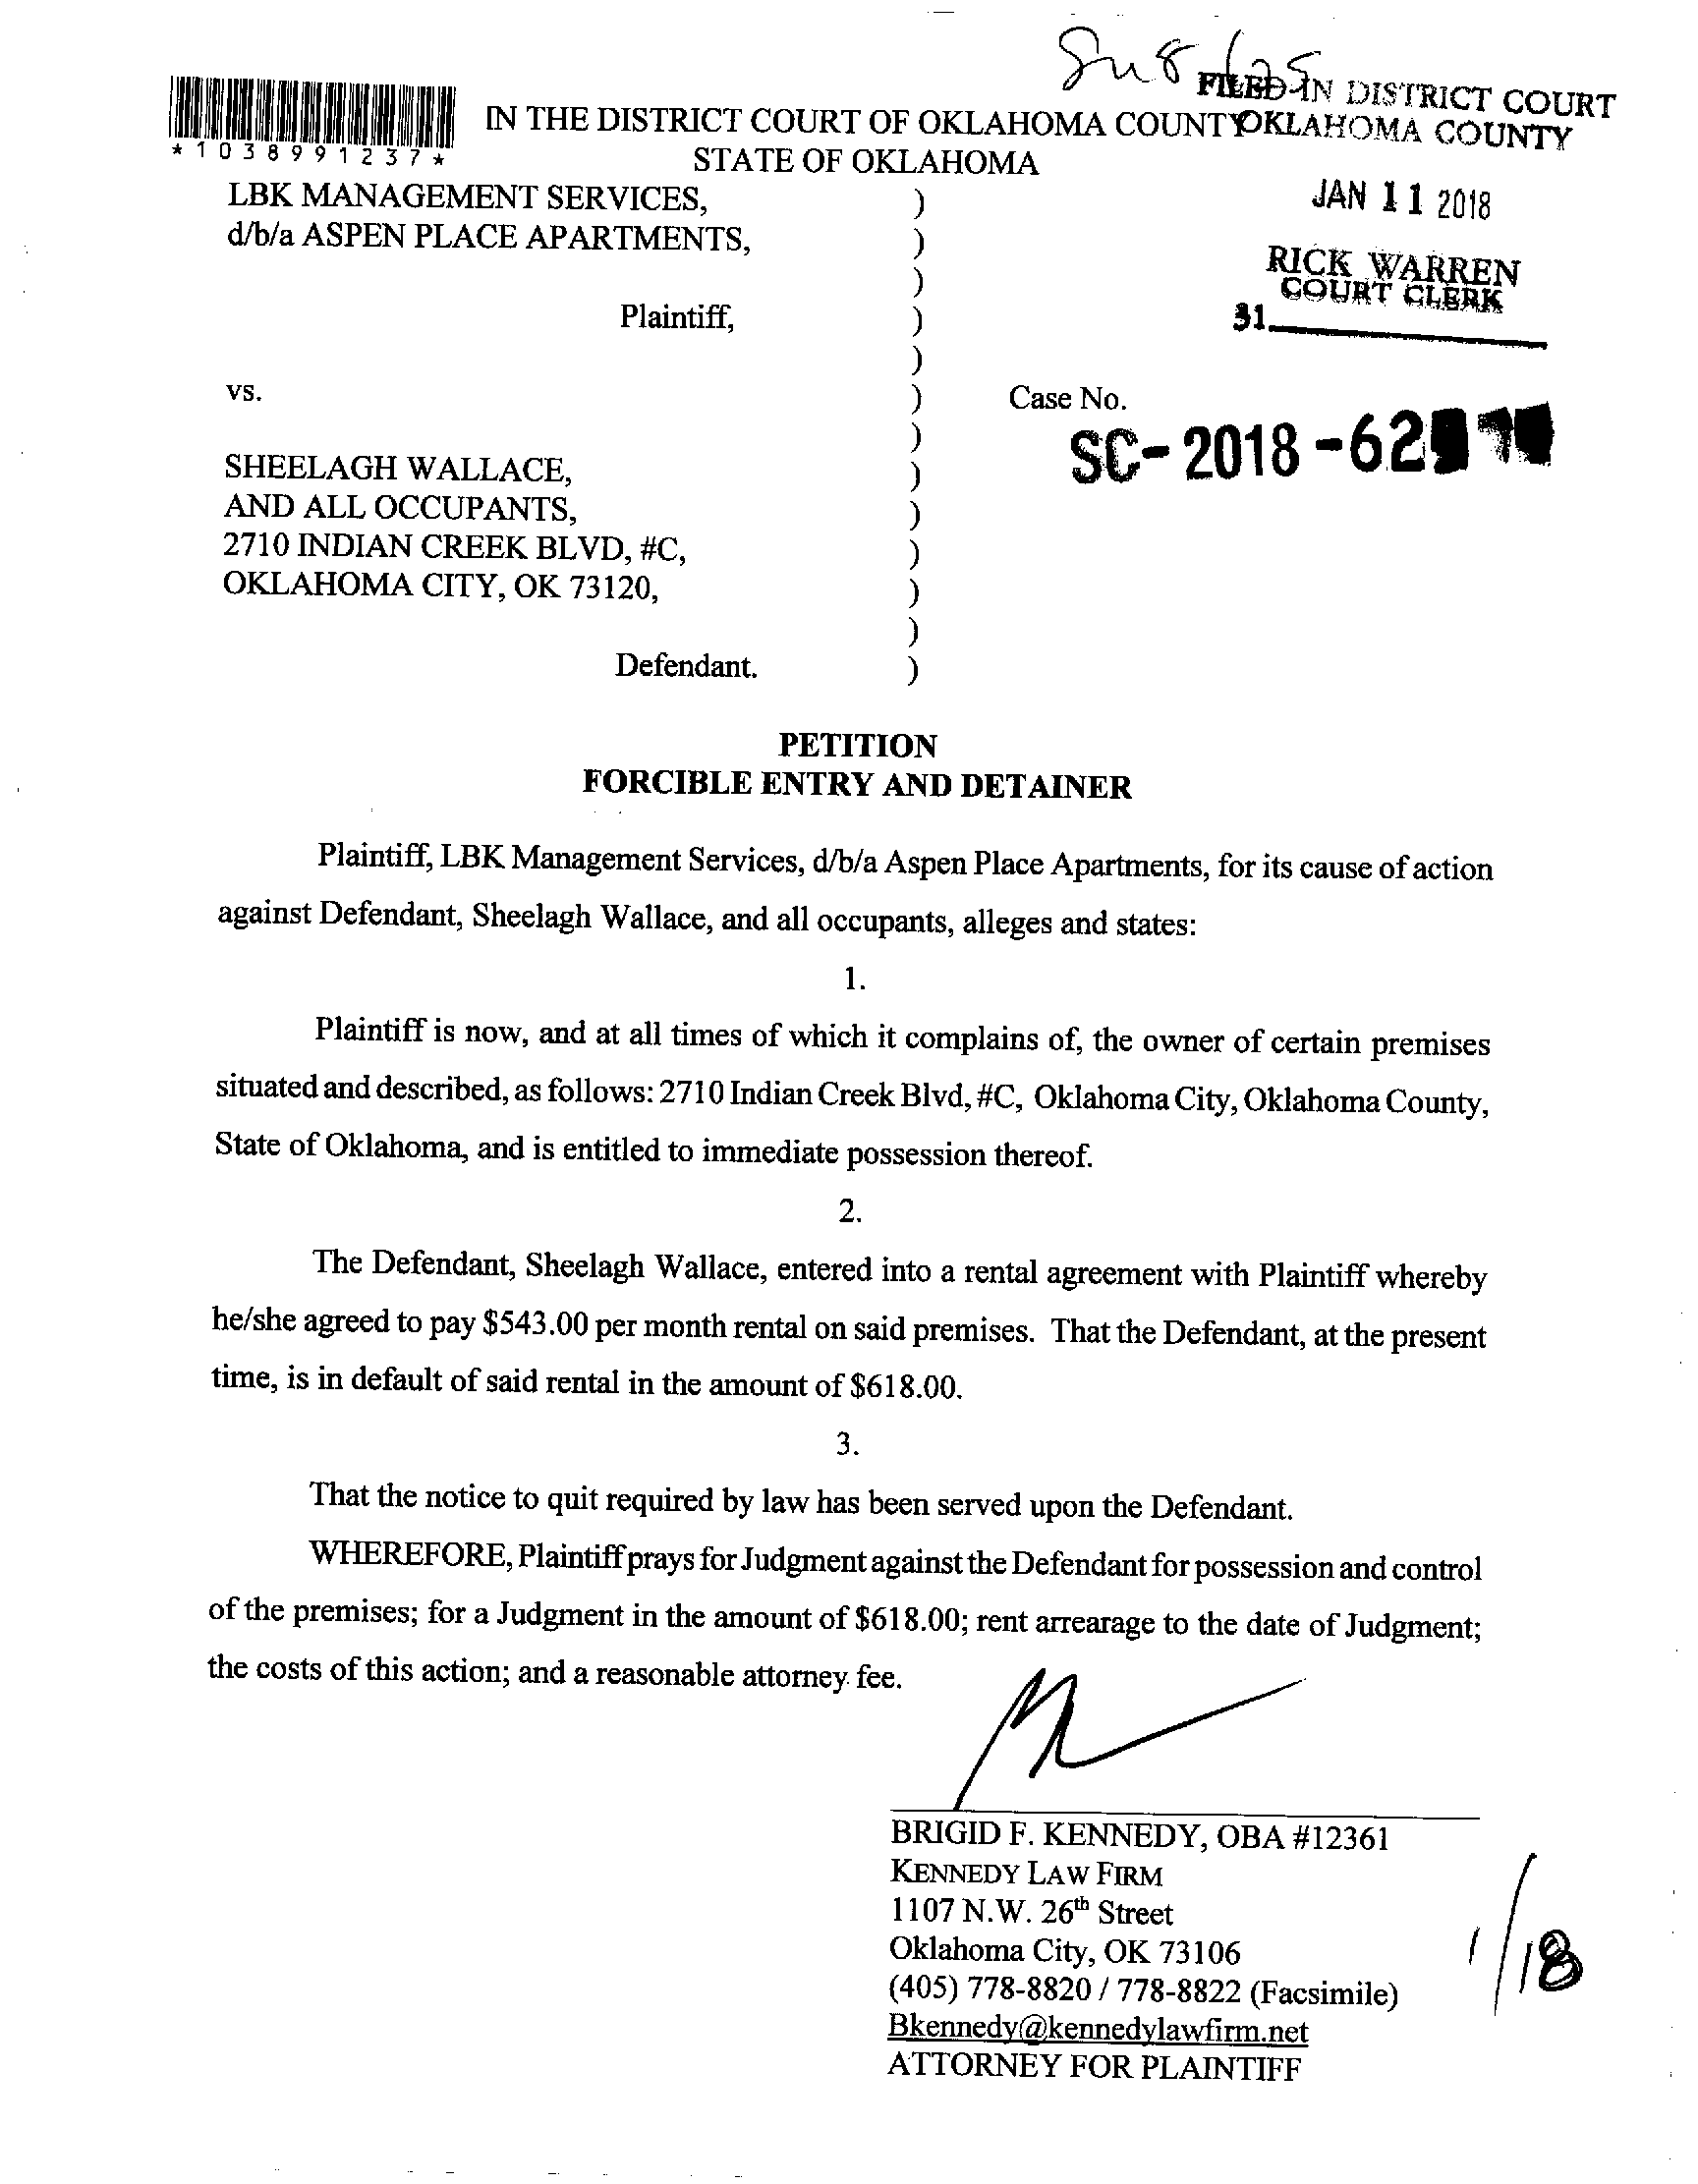 FILED IN DISTRICT COURT
OKLAHOMA COUNTY
*1038991237*
IN THE DISTRICT COURT OF OKLAHOMA COUNTY
STATE OF OKLAHOMA
JAN 11 2018
RICK WARREN
COURT CLERK
31
LBK MANAGEMENT SERVICES, )
d/b/a ASPEN PLACE APARTMENTS, )
)
Plaintiff, )
)
vs. ) Case No.
) SC-2018-62
SHEELAGH WALLACE, )
AND ALL OCCUPANTS, )
2710 INDIAN CREEK BLVD, #C, )
OKLAHOMA CITY, OK 73120, )
)
Defendant. )
PETITION
FORCIBLE ENTRY AND DETAINER
Plaintiff, LBK Management Services, d/b/a Aspen Place Apartments, for its cause of action
against Defendant, Sheelagh Wallace, and all occupants, alleges and states:
1.
Plaintiff is now, and at all times of which it complains of, the owner of certain premises
situated and described, as follows: 2710 Indian Creek Blvd, #C, Oklahoma City, Oklahoma County,
State of Oklahoma, and is entitled to immediate possession thereof.
2.
The Defendant, Sheelagh Wallace, entered into a rental agreement with Plaintiff whereby
he/she agreed to pay $543.00 per month rental on said premises. That the Defendant, at the present
time, is in default of said rental in the amount of $618.00.
3.
That the notice to quit required by law has been served upon the Defendant.
WHEREFORE, Plaintiff prays for Judgment against the Defendant for possession and control
of the premises; for a Judgment in the amount of $618.00; rent arrearage to the date of Judgment;
the costs of this action; and a reasonable attorney fee.
BRIGID F. KENNEDY, OBA #12361
KENNEDY LAW FIRM
1107 N.W. 26th Street
Oklahoma City, OK 73106
(405) 778-8820 / 778-8822 (Facsimile)
Bkennedy@kennedylawfirm.net
ATTORNEY FOR PLAINTIFF
1/18